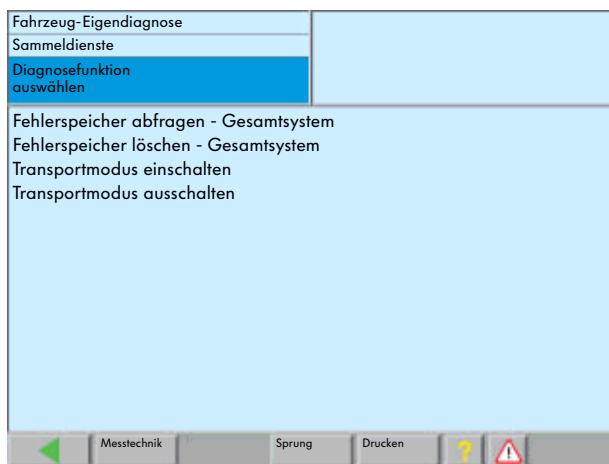 Fahrzeug-Eigendiagnose
Sammeldienste
Diagnosefunktion
auswählen
Fehlerspeicher abfragen - Gesamtsystem
Fehlerspeicher löschen - Gesamtsystem
Transportmodus einschalten
Transportmodus ausschalten
Messtechnik Sprung Drucken ?